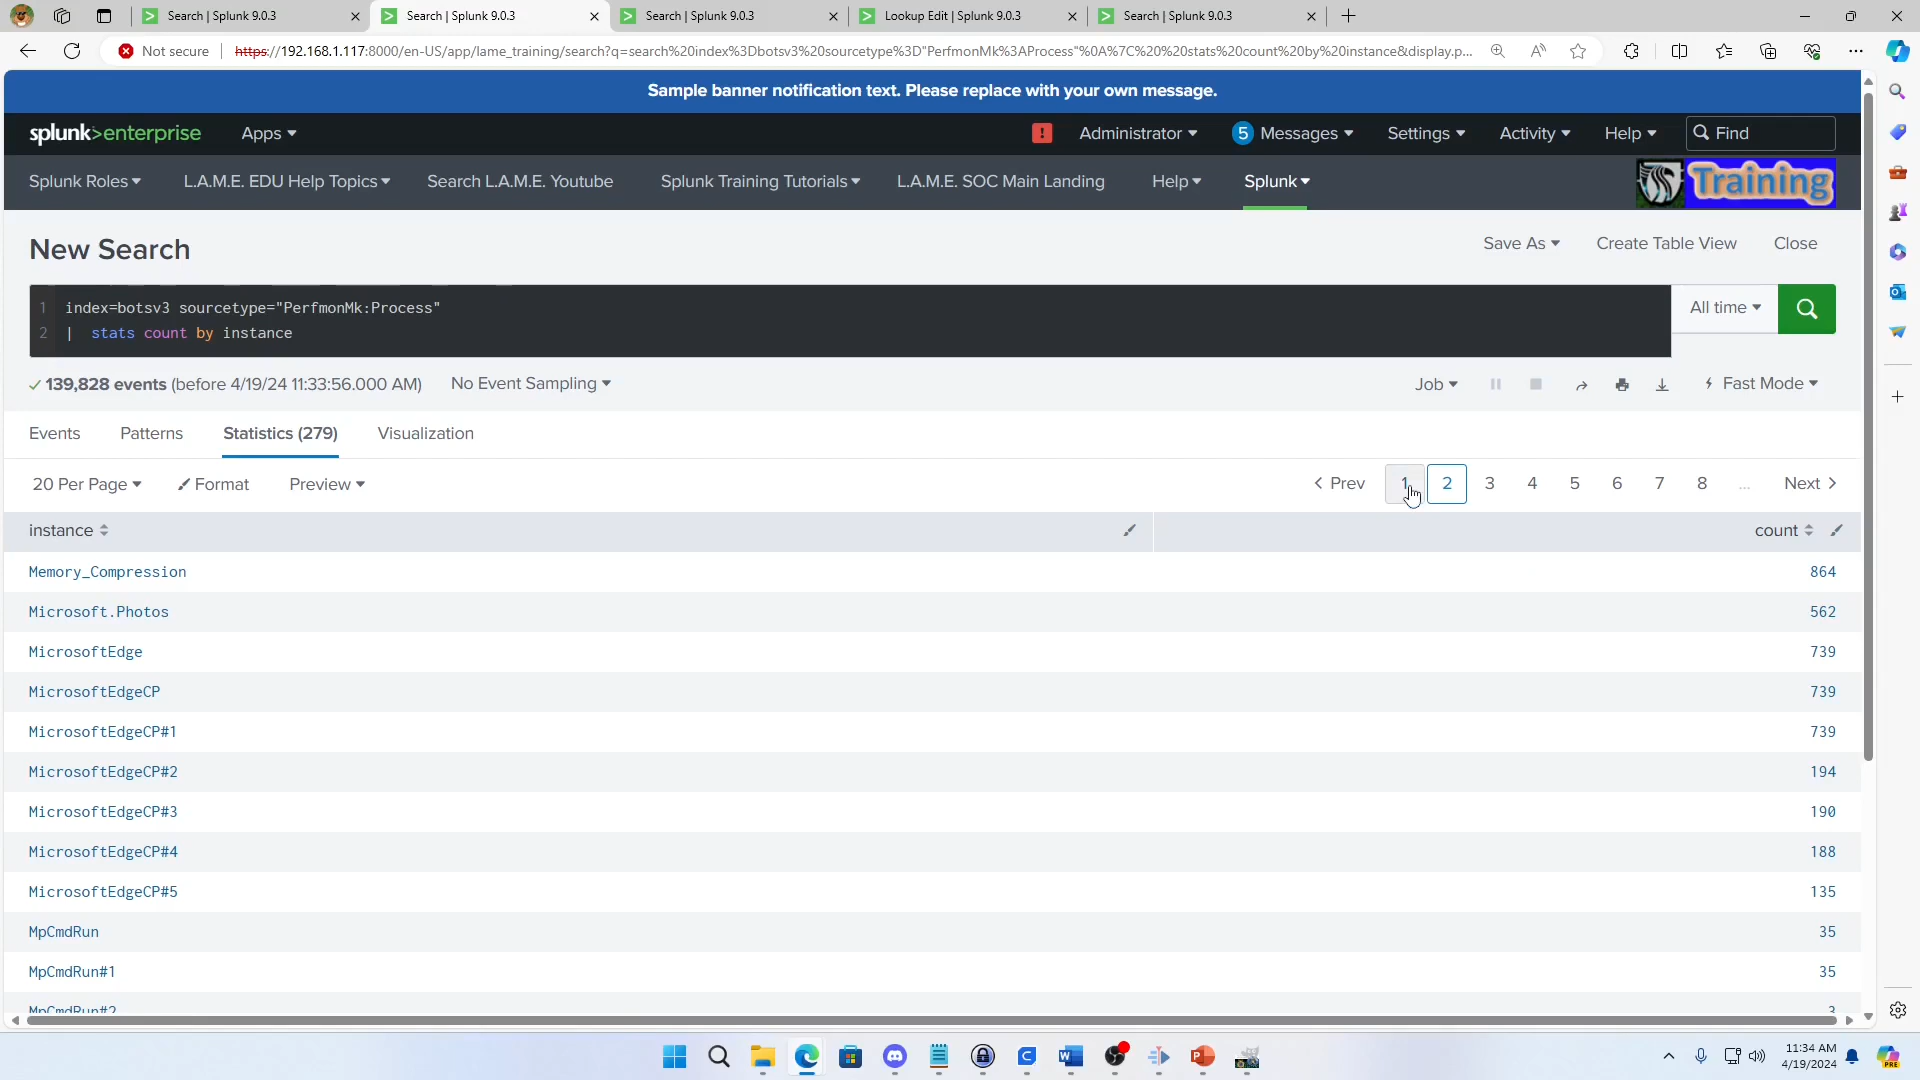 Search | Splunk 9.0.3
Search | Splunk 9.0.3
Search | Splunk 9.0.3
Lookup Edit | Splunk 9.0.3
Search | Splunk 9.0.3
Not secure
https://192.168.1.117:8000/en-US/app/lame_training/search?q=search%20index%3Dbotsv3%20sourcetype%3D"PerfmonMk%3AProcess"%0A%7C%20%20stats%20count%20by%20instance&display.p...
Sample banner notification text. Please replace with your own message.
splunk>enterprise Apps
! Administrator 5 Messages Settings Activity Help Find
Splunk Roles L.A.M.E. EDU Help Topics Search L.A.M.E. Youtube Splunk Training Tutorials L.A.M.E. SOC Main Landing Help Splunk Training
New Search
Save As Create Table View Close
1 index=botsv3 sourcetype="PerfmonMk:Process"
2 | stats count by instance
All time
139,828 events (before 4/19/24 11:33:56.000 AM) No Event Sampling
Job Fast Mode
Events Patterns Statistics (279) Visualization
20 Per Page Format Preview
< Prev 1 2 3 4 5 6 7 8 ... Next >
instance count
Memory_Compression 864
Microsoft.Photos 562
MicrosoftEdge 739
MicrosoftEdgeCP 739
MicrosoftEdgeCP#1 739
MicrosoftEdgeCP#2 194
MicrosoftEdgeCP#3 190
MicrosoftEdgeCP#4 188
MicrosoftEdgeCP#5 135
MpCmdRun 35
MpCmdRun#1 35
MpCmdRun#2 3
11:34 AM
4/19/2024
PRE